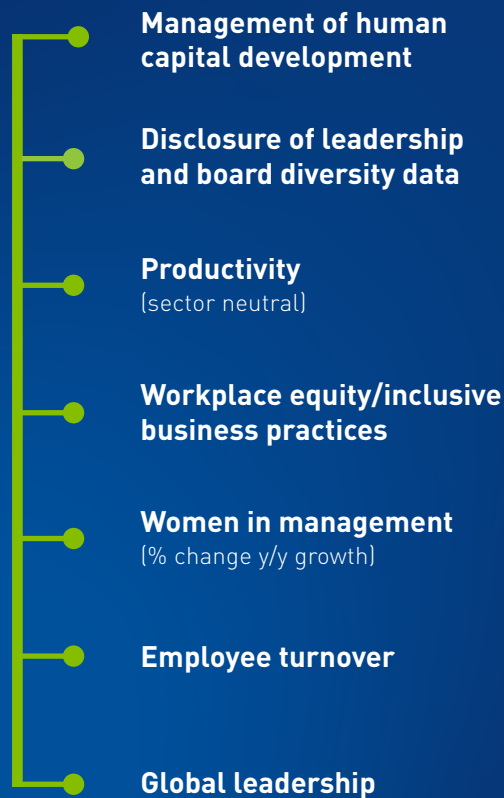 Management of human
capital development
Disclosure of leadership
and board diversity data
Productivity
(sector neutral)
Workplace equity/inclusive
business practices
Women in management
(% change y/y growth)
Employee turnover
Global leadership